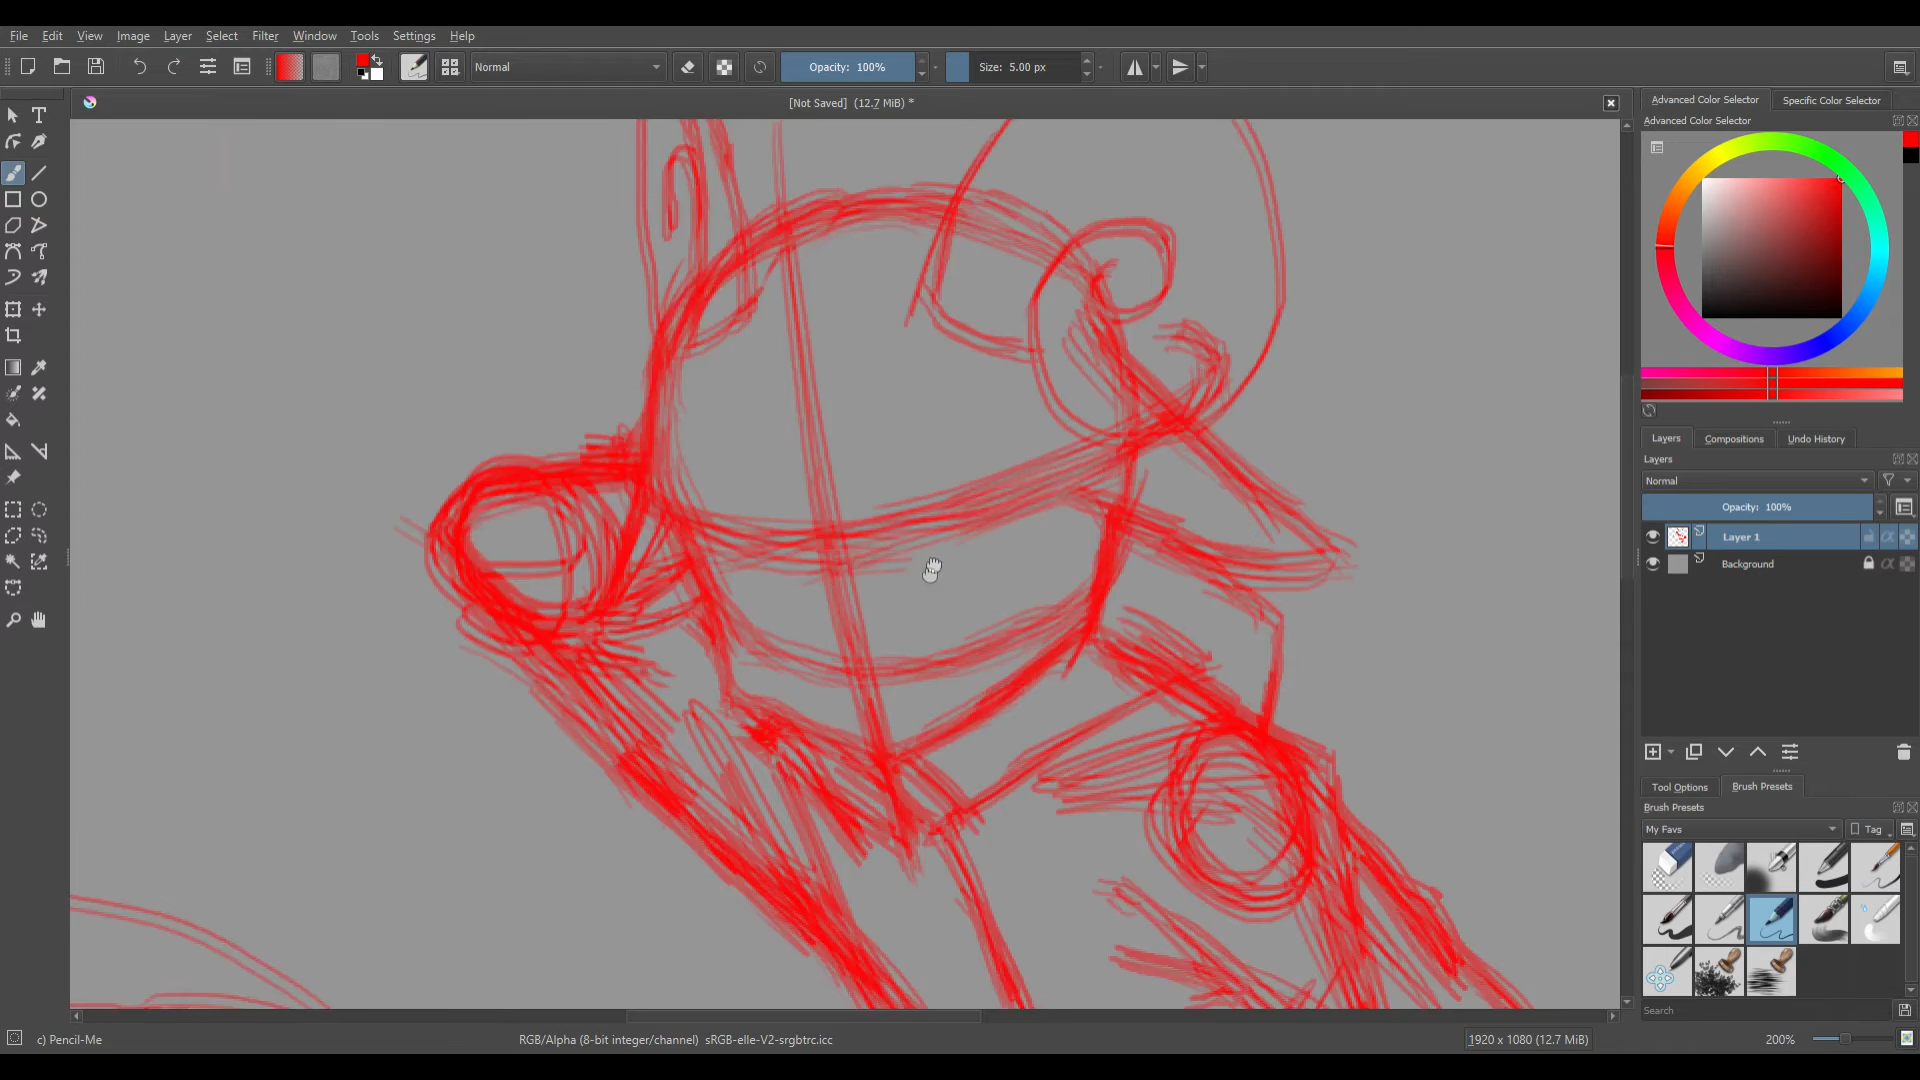 File Edit View Image Layer Select Filter Tools Settings Window Help
Normal Opacity: 100% Size: 5.00 px
[Not Saved] (12.7 MiB) *
Advanced Color Selector Specific Color Selector
Advanced Color Selector
Layers Compositions Undo History
Layers
Normal
Opacity: 100%
Layer 1
Background
Tool Options Brush Presets
Brush Presets
My Favs Tag
Search
c) Pencil-Me RGB/Alpha (8-bit integer/channel) sRGB-elle-V2-srgbtrc.icc 1920 x 1080 (12.7 MiB) 200%